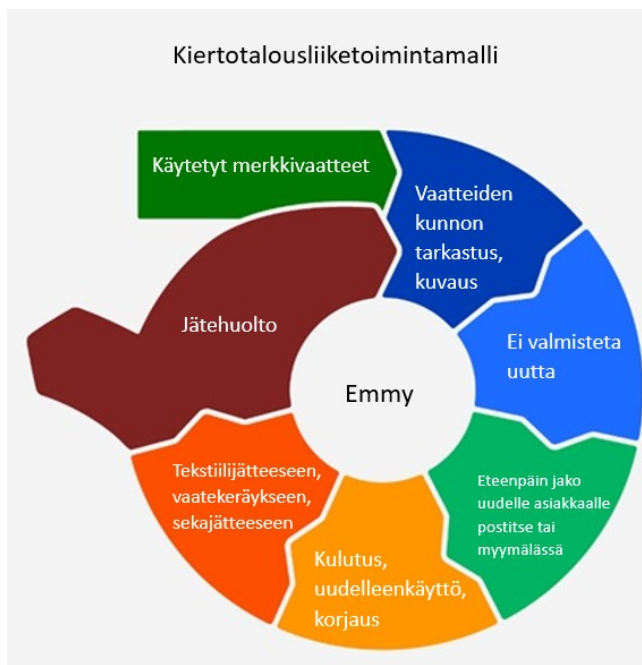 Kiertotalousliiketoimintamalli
Käytetyt merkkivaatteet
Vaatteiden
kunnon
tarkastus,
kuvaus
Ei valmisteta
uutta
Eteenpäin jako
uudelle asiakkaalle
postitse tai
myymälässä
Kulutus,
uudelleenkäyttö,
korjaus
Tekstiilijätteeseen,
vaatekeräykseen,
sekajätteeseen
Jätehuolto
Emmy